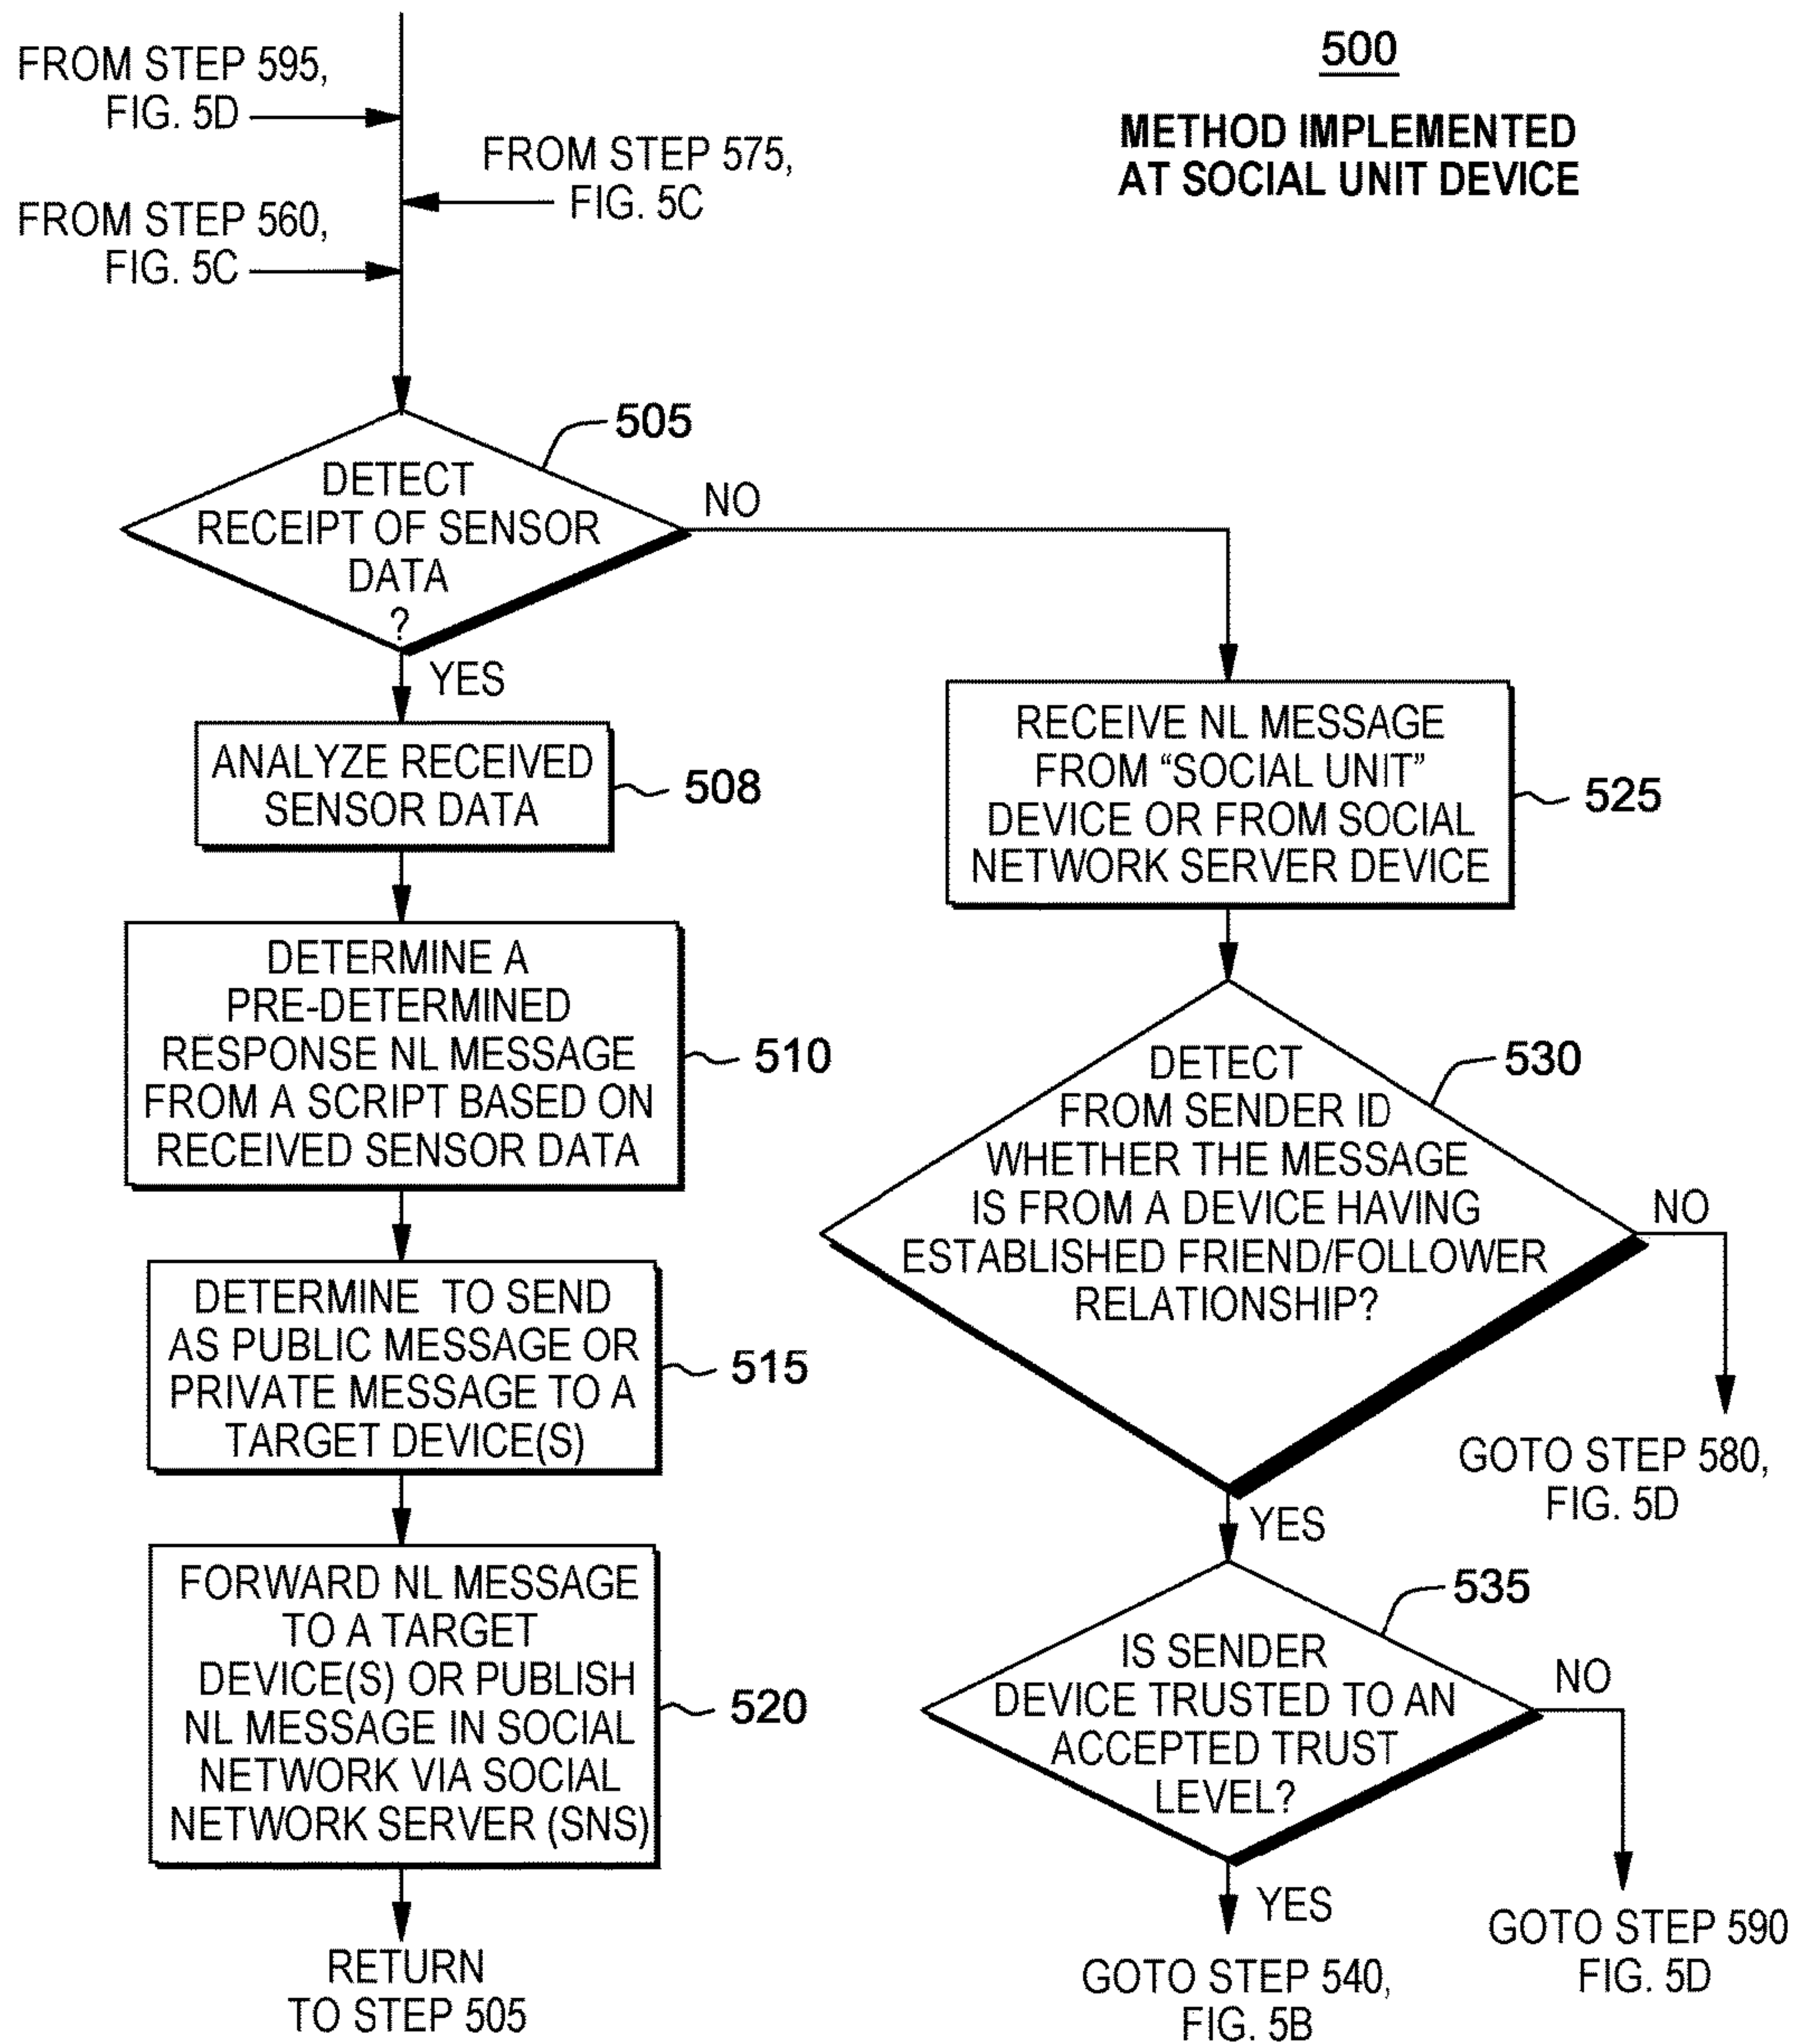 500
METHOD IMPLEMENTED
AT SOCIAL UNIT DEVICE
FROM STEP 595,
FIG. 5D
FROM STEP 575,
FIG. 5C
FROM STEP 560,
FIG. 5C
505
DETECT
RECEIPT OF SENSOR
DATA
?
NO
YES
ANALYZE RECEIVED
SENSOR DATA
508
DETERMINE A
PRE-DETERMINED
RESPONSE NL MESSAGE
FROM A SCRIPT BASED ON
RECEIVED SENSOR DATA
510
DETERMINE TO SEND
AS PUBLIC MESSAGE OR
PRIVATE MESSAGE TO A
TARGET DEVICE(S)
515
FORWARD NL MESSAGE
TO A TARGET
DEVICE(S) OR PUBLISH
NL MESSAGE IN SOCIAL
NETWORK VIA SOCIAL
NETWORK SERVER (SNS)
520
RETURN
TO STEP 505
RECEIVE NL MESSAGE
FROM “SOCIAL UNIT”
DEVICE OR FROM SOCIAL
NETWORK SERVER DEVICE
525
DETECT
FROM SENDER ID
WHETHER THE MESSAGE
IS FROM A DEVICE HAVING
ESTABLISHED FRIEND/FOLLOWER
RELATIONSHIP?
530
NO
GOTO STEP 580,
FIG. 5D
YES
IS SENDER
DEVICE TRUSTED TO AN
ACCEPTED TRUST
LEVEL?
535
NO
GOTO STEP 590
FIG. 5D
YES
GOTO STEP 540,
FIG. 5B